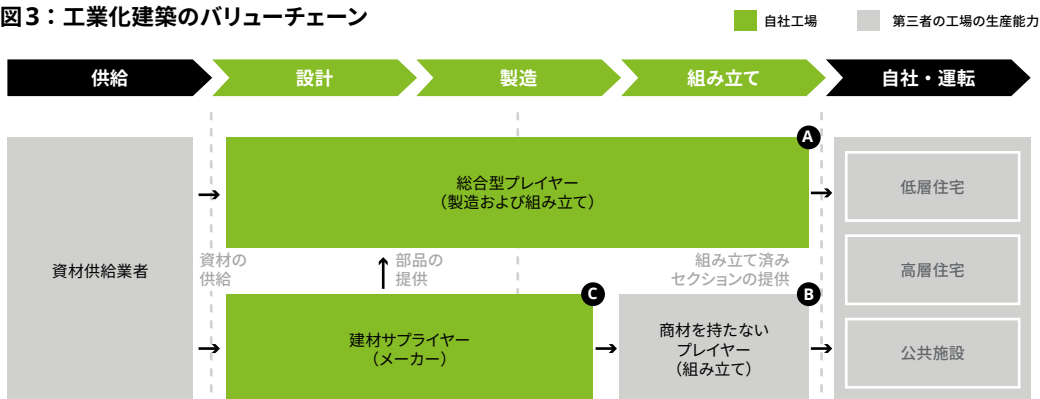 図3：工業化建築のバリューチェーン
自社工場
第三者の工場の生産能力
供給
設計
製造
組み立て
自社・運転
A
総合型プレイヤー
（製造および組み立て）
低層住宅
資材供給業者
資材の
供給
部品の
提供
組み立て済み
セクションの提供
高層住宅
C
B
建材サプライヤー
（メーカー）
商材を持たない
プレイヤー
（組み立て）
公共施設